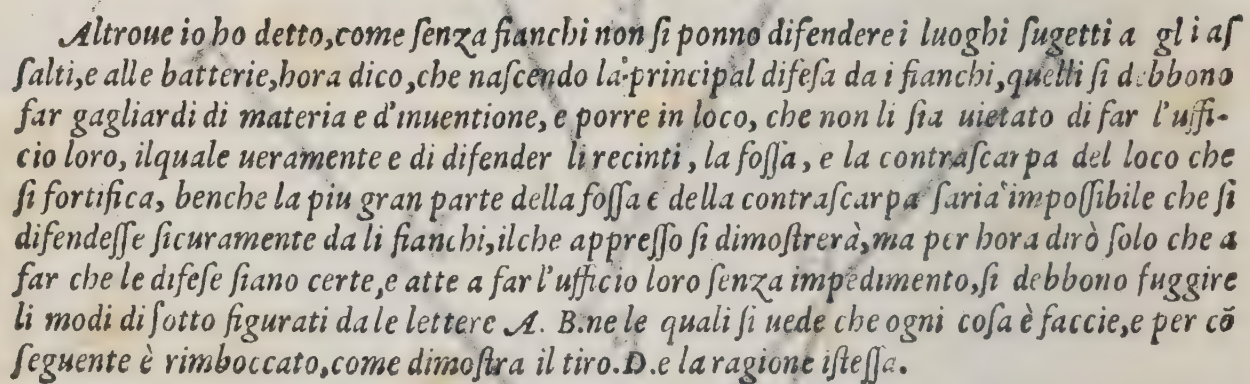 Altroue io ho detto,come ſenza fianchi non ſi ponno difendere i luoghi ſugetti a gl i aſ
ſalti,e alle batterie,hora dico,che naſcendo la principal difeſa da i fianchi,quelli ſi debbono
far gagliardi di materia e d'inuentione, e porre in loco, che non li ſia uietato di far l'uffi-
cio loro, ilquale ueramente e di difender li recinti, la foſſa, e la contraſcarpa del loco che
ſi fortifica, benche la piu gran parte della foſſa e della contraſcarpa ſaria impoſſibile che ſi
difendeſſe ſicuramente da li fianchi,ilche appreſſo ſi dimoſtrerà,ma per hora dirò ſolo che a
far che le difeſe ſiano certe,e atte a far l'ufficio loro ſenza impedimento,ſi debbono fuggire
li modi di ſotto figurati da le lettere A. B.ne le quali ſi uede che ogni coſa è faccie,e per cō
ſeguente è rimboccato,come dimoſtra il tiro.D.e la ragione iſteſſa.